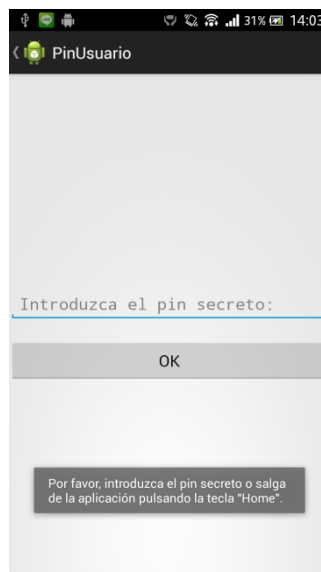 31% 14:03
PinUsuario
Introduzca el pin secreto:
OK
Por favor, introduzca el pin secreto o salga
de la aplicación pulsando la tecla "Home".